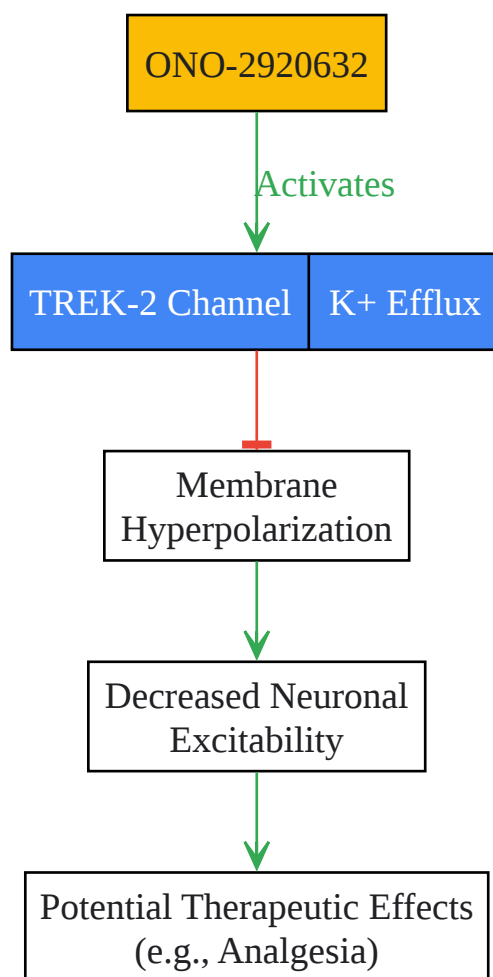 ONO-2920632
Activates
TREK-2 Channel
K+ Efflux
Membrane
Hyperpolarization
Decreased Neuronal
Excitability
Potential Therapeutic Effects
(e.g., Analgesia)